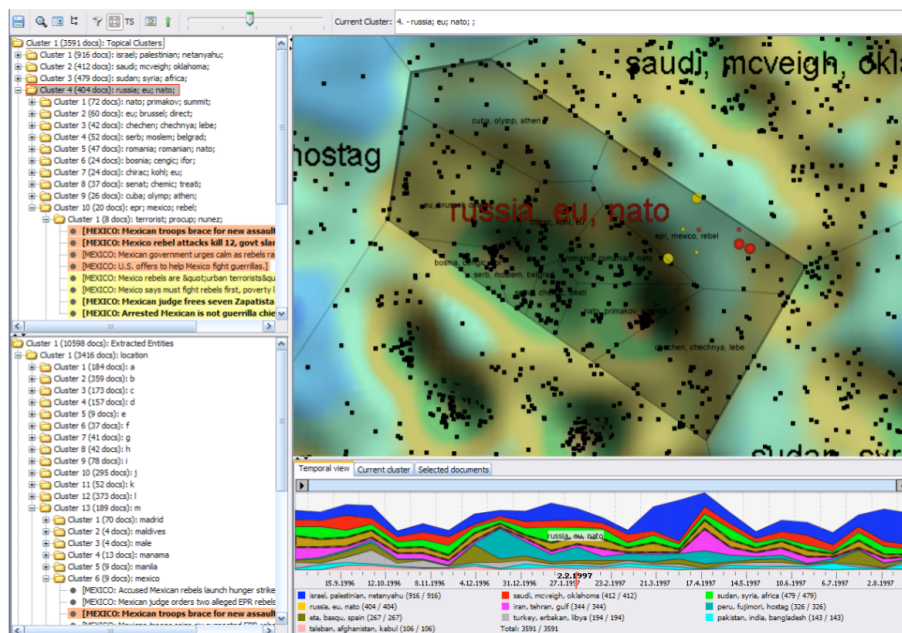 TS
Current Cluster: 4. - russia; eu; nato; ;
Cluster 1 (3591 docs): Topical Clusters
Cluster 1 (916 docs): israel; palestinian; netanyahu;
Cluster 2 (412 docs): saudi; mcveigh; oklahoma;
Cluster 3 (479 docs): sudan; syria; africa;
Cluster 4 (404 docs): russia; eu; nato;
Cluster 1 (72 docs): nato; primakov; summit;
Cluster 2 (60 docs): eu; brussel; direct;
Cluster 3 (42 docs): chechen; chechnya; lebe;
Cluster 4 (52 docs): serb; moslem; belgrad;
Cluster 5 (47 docs): romania; romanian; nato;
Cluster 6 (24 docs): bosnia; cengic; ifor;
Cluster 7 (24 docs): chirac; kohl; eu;
Cluster 8 (37 docs): senat; chemic; treati;
Cluster 9 (26 docs): cuba; olymp; athen;
Cluster 10 (20 docs): epr; mexico; rebel;
Cluster 1 (8 docs): terrorist; procup; nunez;
[MEXICO: Mexican troops brace for new assault
[MEXICO: Mexico rebel attacks kill 12, govt slan
[MEXICO: Mexican government urges calm as rebels ra
[MEXICO: U.S. offers to help Mexico fight guerrillas.]
[MEXICO: Mexico rebels are &quot;urban terrorists&qu
[MEXICO: Mexico says must fight rebels first, poverty l
[MEXICO: Mexican judge frees seven Zapatista
[MEXICO: Arrested Mexican is not guerrilla chie
Cluster 1 (10598 docs): Extracted Entities
Cluster 1 (3416 docs): location
Cluster 1 (184 docs): a
Cluster 2 (359 docs): b
Cluster 3 (173 docs): c
Cluster 4 (157 docs): d
Cluster 5 (9 docs): e
Cluster 6 (37 docs): f
Cluster 7 (41 docs): g
Cluster 8 (42 docs): h
Cluster 9 (78 docs): i
Cluster 10 (295 docs): j
Cluster 11 (52 docs): k
Cluster 12 (373 docs): l
Cluster 13 (189 docs): m
Cluster 1 (70 docs): madrid
Cluster 2 (4 docs): maldives
Cluster 3 (4 docs): male
Cluster 4 (13 docs): manama
Cluster 5 (9 docs): manila
Cluster 6 (9 docs): mexico
[MEXICO: Accused Mexican rebels launch hunger strike
[MEXICO: Mexican judge orders two alleged EPR rebels
[MEXICO: Mexican troops brace for new assau
saudi, mcveigh, okla
cuba, olymp, athen
hostag
russia, eu, nato
epr, mexico, rebel
romania, romanian, nato
serb, moslem, belgrad
chechen, chechnya, lebe
sudan, syr
Temporal view
Current cluster
Selected documents
russia, eu, nato
2.2.1997
15.9.1996 12.10.1996 8.11.1996 4.12.1996 31.12.1996 27.1.1997 23.2.1997 21.3.1997 17.4.1997 14.5.1997 10.6.1997 6.7.1997 2.8.1997
israel, palestinian, netanyahu (916 / 916) saudi, mcveigh, oklahoma (412 / 412) sudan, syria, africa (479 / 479)
russia, eu, nato (404 / 404) iran, tehran, gulf (344 / 344) peru, fujimori, hostag (326 / 326)
eta, basqu, spain (267 / 267) turkey, erbakan, libya (194 / 194) pakistan, india, bangladesh (143 / 143)
taleban, afghanistan, kabul (106 / 106) Total: 3591 / 3591